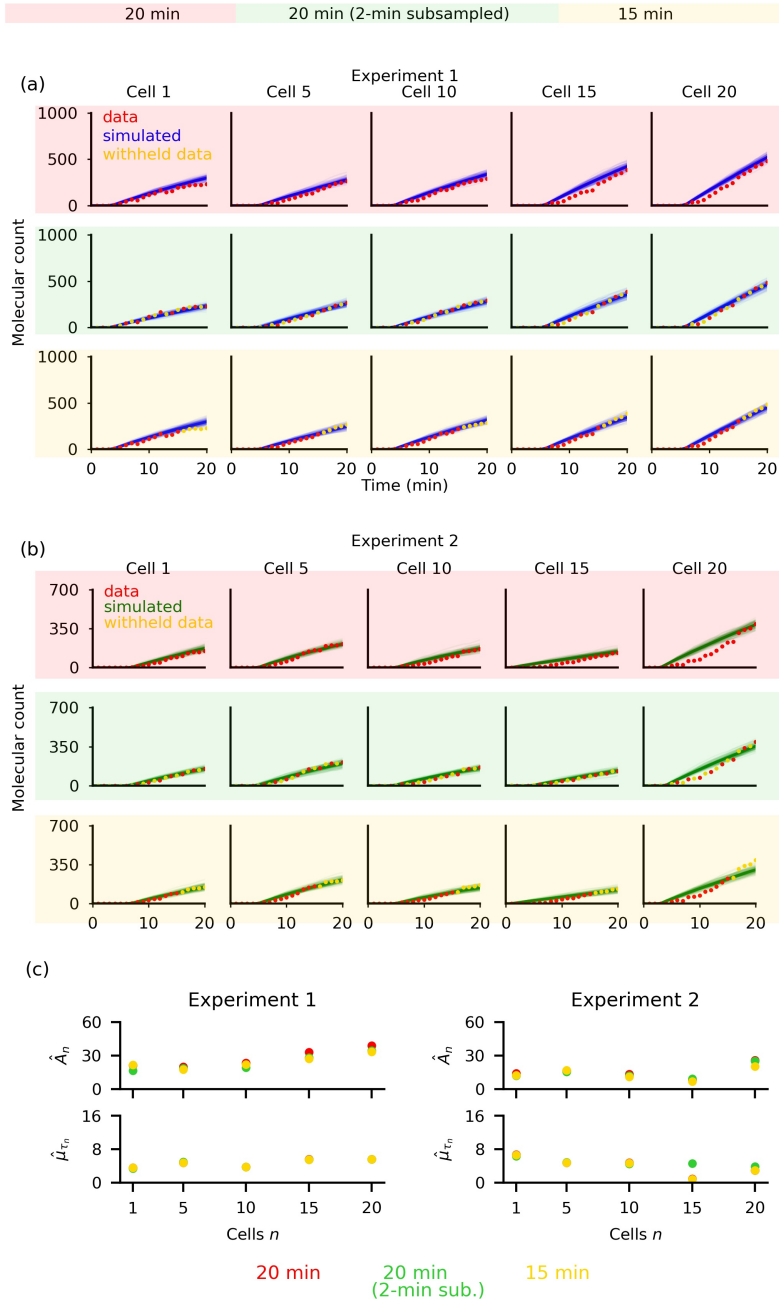 20 min 20 min (2-min subsampled) 15 min
(a) Experiment 1
Cell 1 Cell 5 Cell 10 Cell 15 Cell 20
Molecular count
1000
500
0
data
simulated
withheld data
1000
500
0
1000
500
0
0 10 20 0 10 20 0 10 20 0 10 20 0 10 20
Time (min)
(b) Experiment 2
Cell 1 Cell 5 Cell 10 Cell 15 Cell 20
Molecular count
700
350
0
data
simulated
withheld data
700
350
0
700
350
0
0 10 20 0 10 20 0 10 20 0 10 20 0 10 20
(c)
Experiment 1 Experiment 2
Âₙ
60
30
0
Âₙ
60
30
0
μ̂τₙ
16
8
0
μ̂τₙ
16
8
0
1 5 10 15 20 1 5 10 15 20
Cells n Cells n
20 min 20 min 15 min
(2-min sub.)